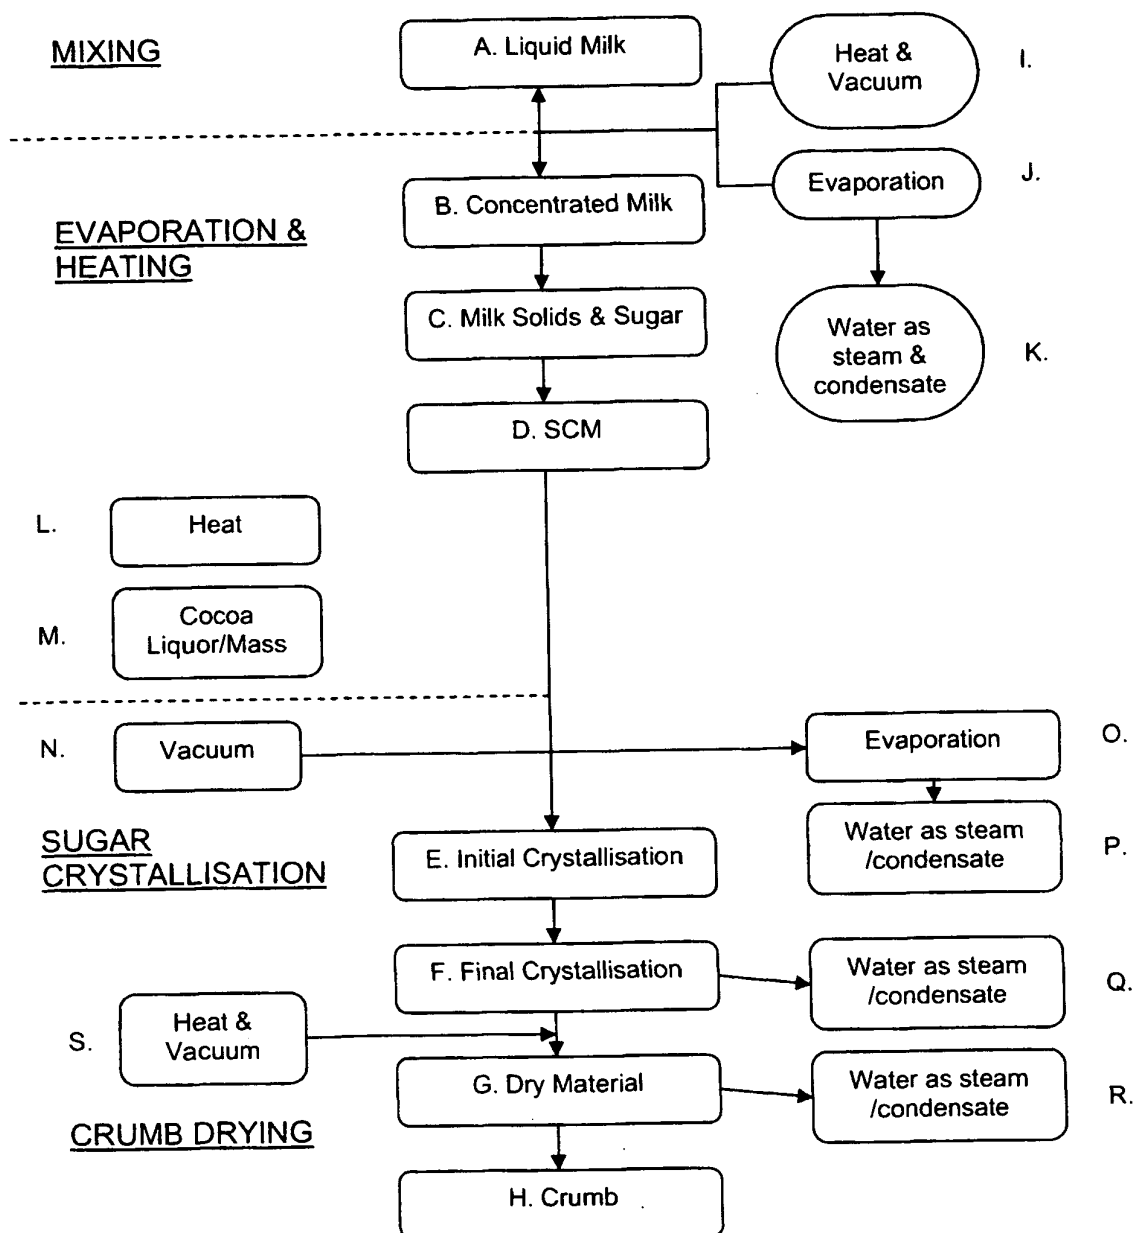 MIXING
A. Liquid Milk
Heat &
Vacuum
I.
EVAPORATION &
HEATING
B. Concentrated Milk
Evaporation
J.
C. Milk Solids & Sugar
Water as
steam &
condensate
K.
D. SCM
L.
Heat
M.
Cocoa
Liquor/Mass
N.
Vacuum
Evaporation
O.
SUGAR
CRYSTALLISATION
E. Initial Crystallisation
Water as steam
/condensate
P.
F. Final Crystallisation
Water as steam
/condensate
Q.
S.
Heat &
Vacuum
G. Dry Material
Water as steam
/condensate
R.
CRUMB DRYING
H. Crumb